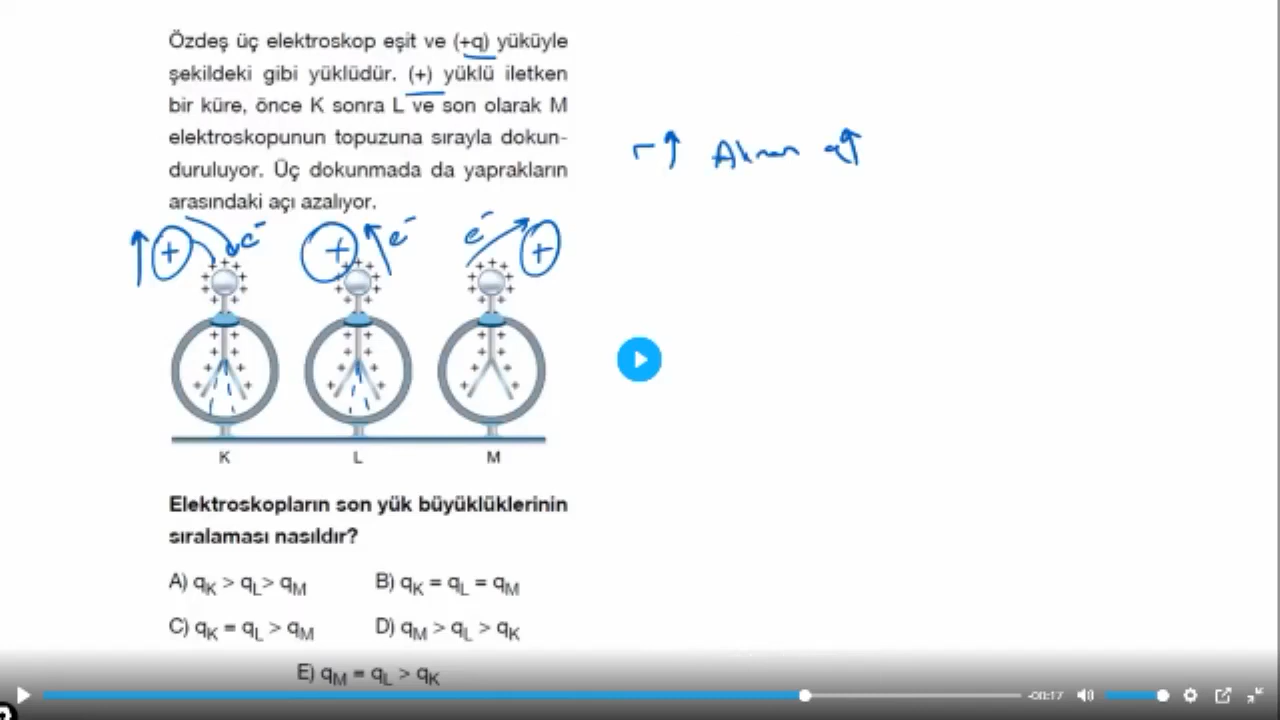 Özdeş üç elektroskop eşit ve (+q) yüküyle
şekildeki gibi yüklüdür. (+) yüklü iletken
bir küre, önce K sonra L ve son olarak M
elektroskopunun topuzuna sırayla dokun-
duruluyor. Üç dokunmada da yaprakların
arasındaki açı azalıyor.
r↑ Alınan q↑
+ e⁻ + e⁻ e⁻ +
K L M
Elektroskopların son yük büyüklüklerinin
sıralaması nasıldır?
A) qK > qL > qM B) qK = qL = qM
C) qK = qL > qM D) qM > qL > qK
E) qM = qL > qK
-00:17